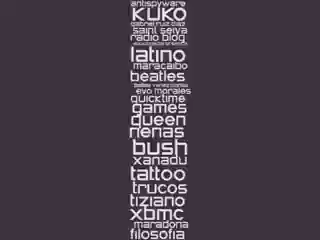 antispyware
KUKO
gabriel ruiz diaz
saint seiya
radio blog
latino
maracaibo
beatles
evo morales
quicktime
games
queen
nenas
bush
xanadu
tattoo
trucos
tiziano
xbmc
maradona
filosofia